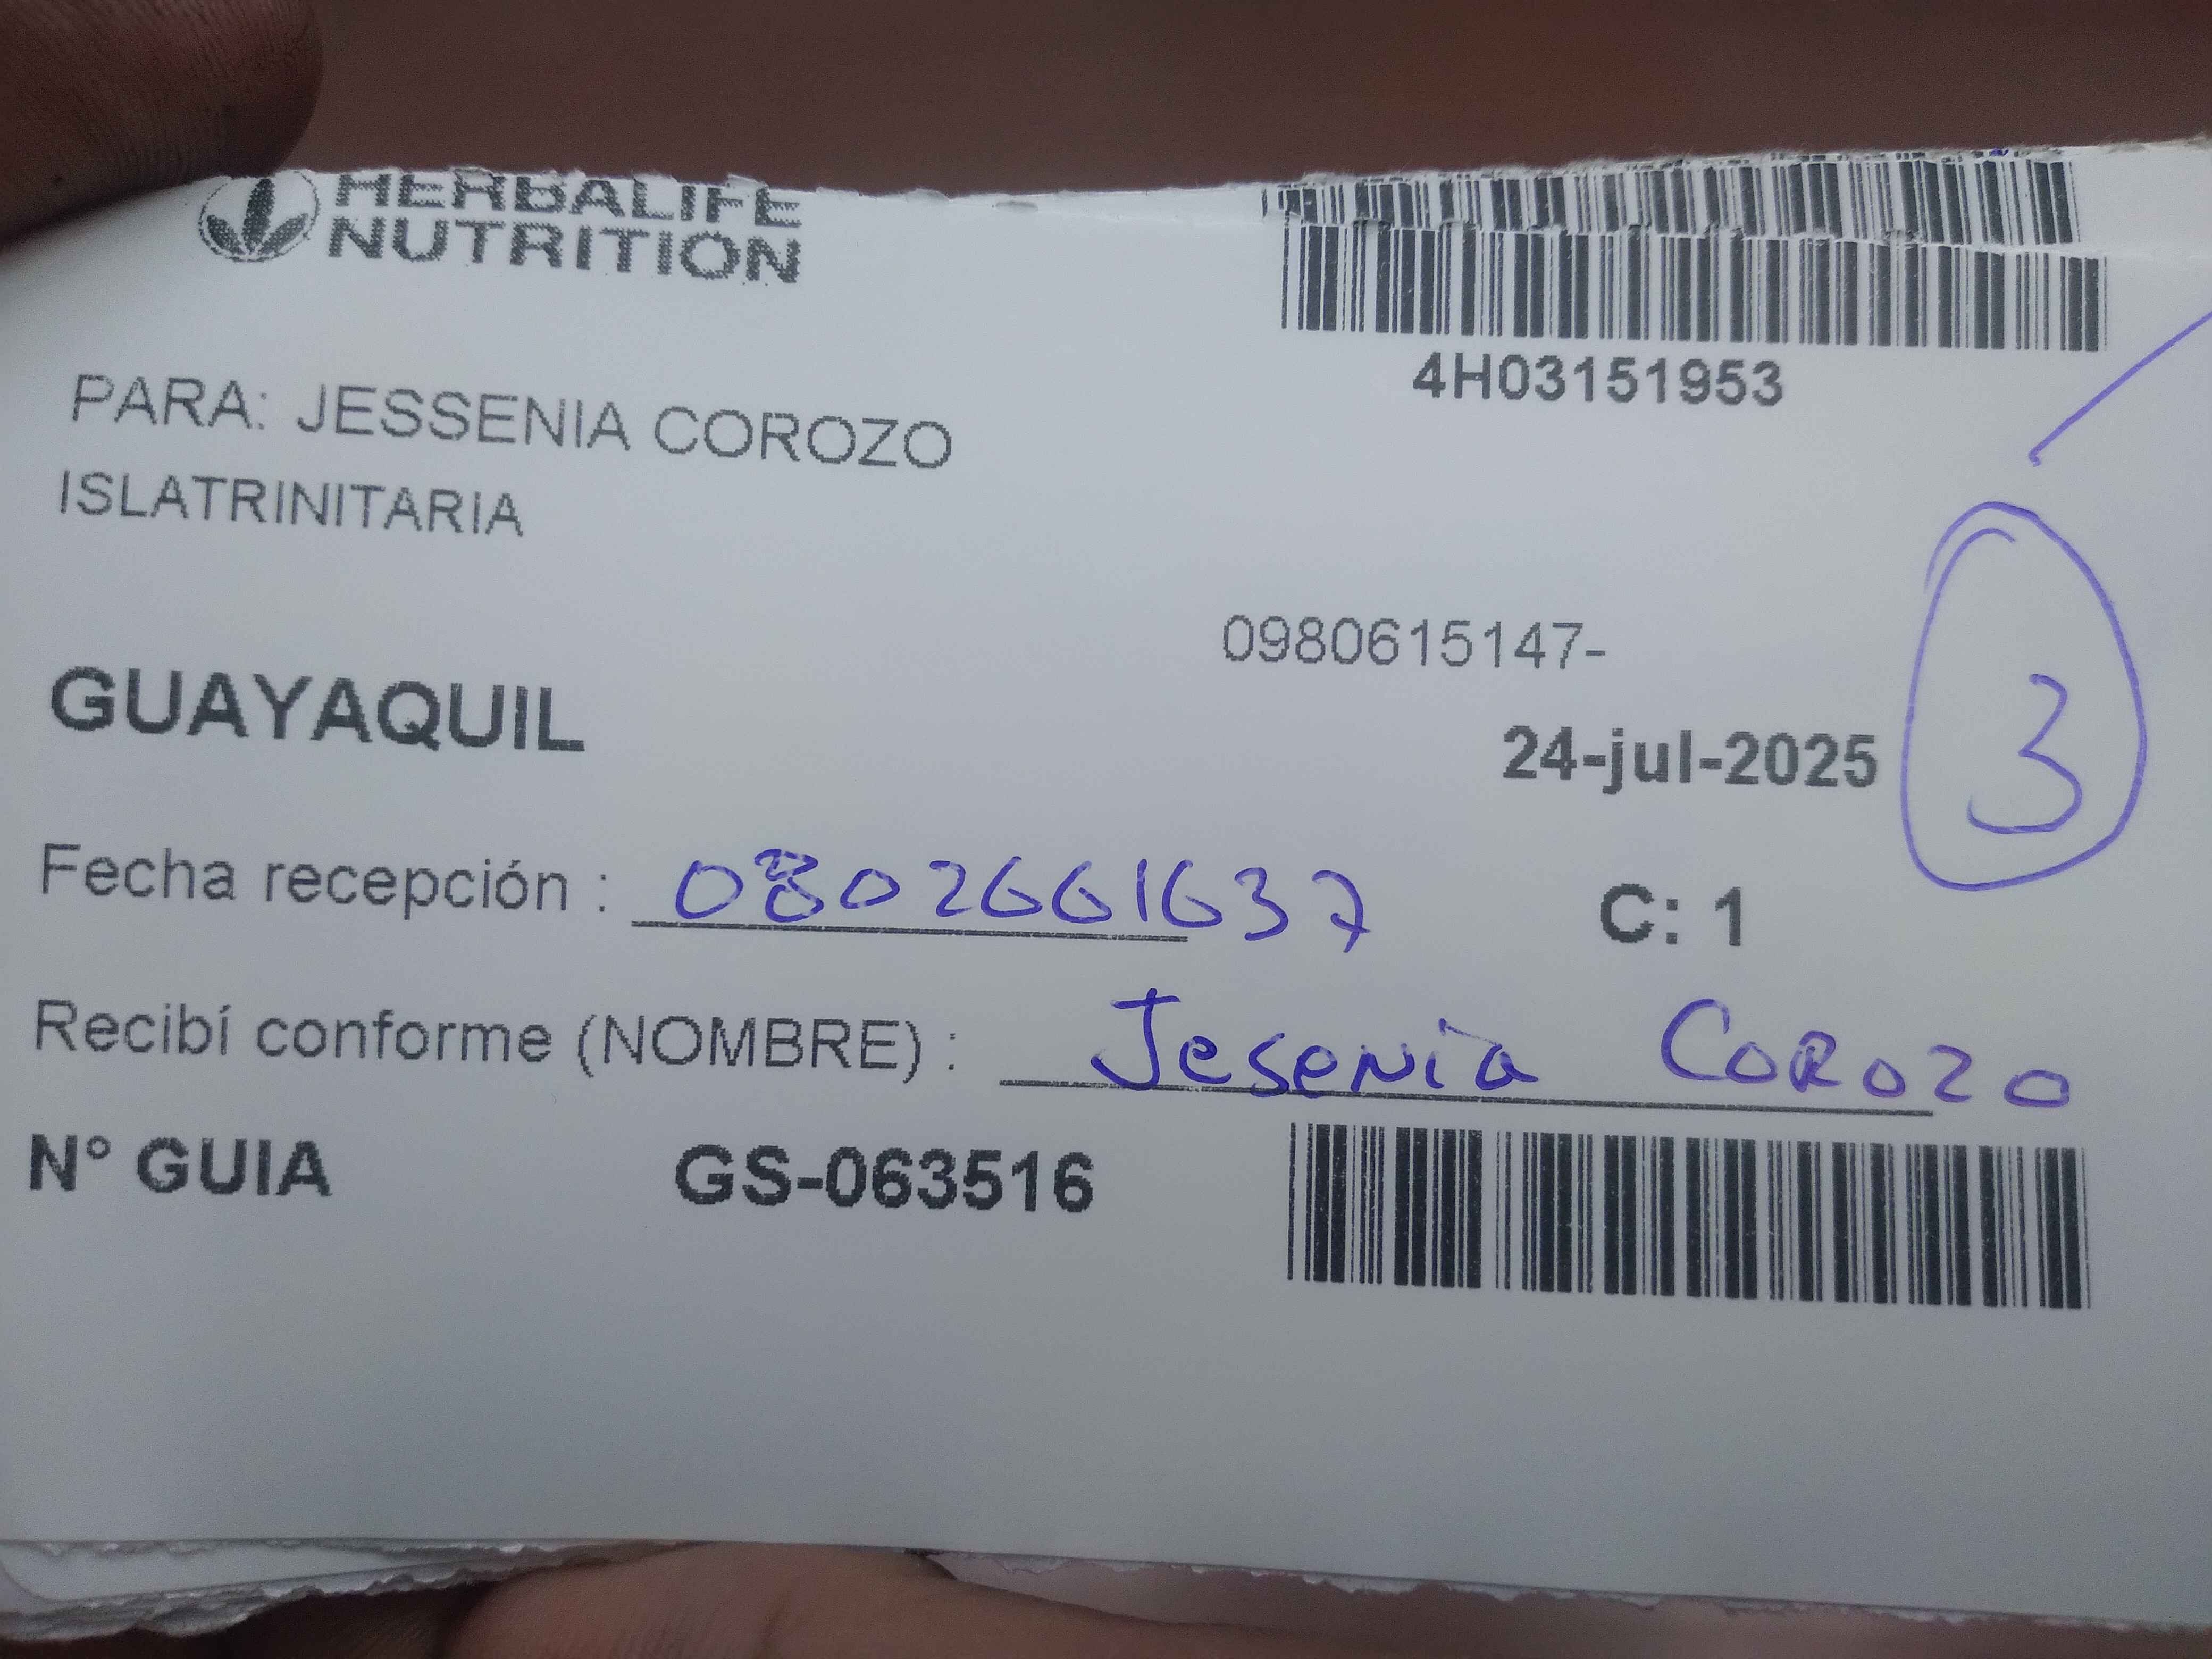 HERBALIFE
NUTRITION
4H03151953
PARA: JESSENIA COROZO
ISLATRINITARIA
0980615147-
GUAYAQUIL
24-jul-2025
3
Fecha recepción : 0802661637
C: 1
Recibí conforme (NOMBRE) : Jesenia Corozo
N° GUIA GS-063516